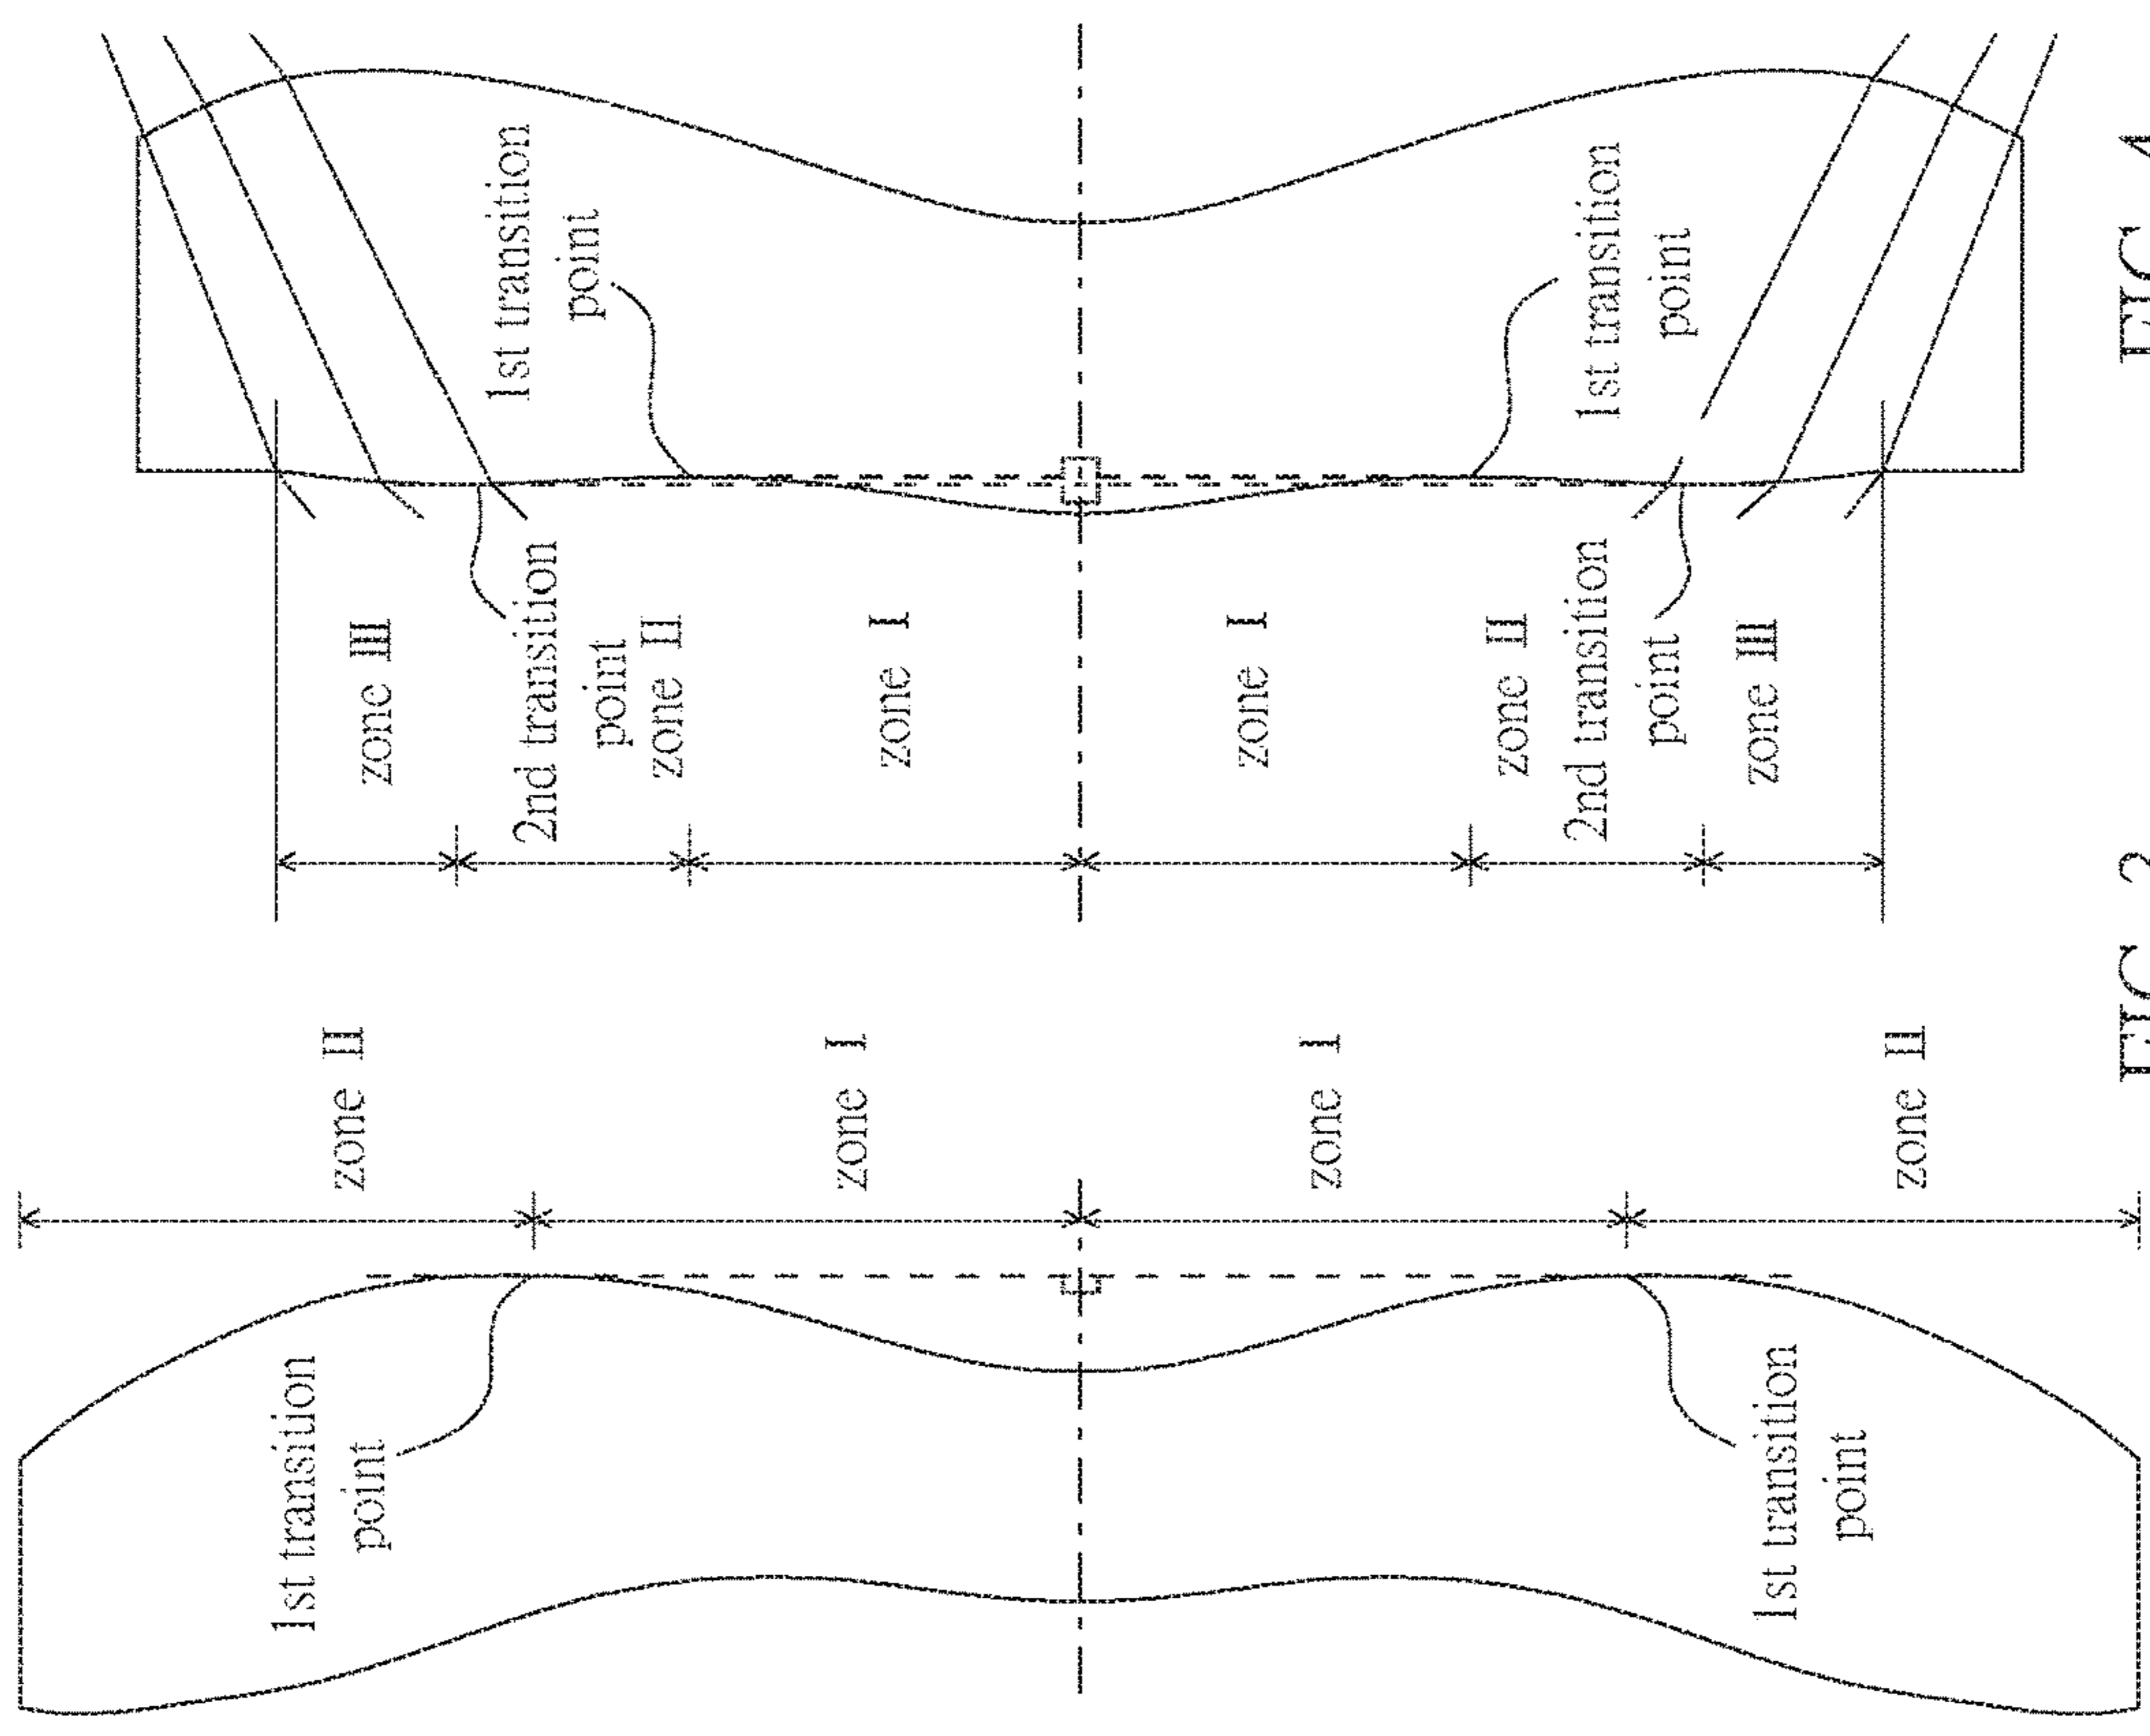 1st transition
point
zone II
zone I
zone I
1st transition
point
zone II
FIG
zone III
1st transition
point
2nd transition
point
zone II
zone I
zone I
zone II
2nd transition
point
1st transition
point
zone III
FIG 4